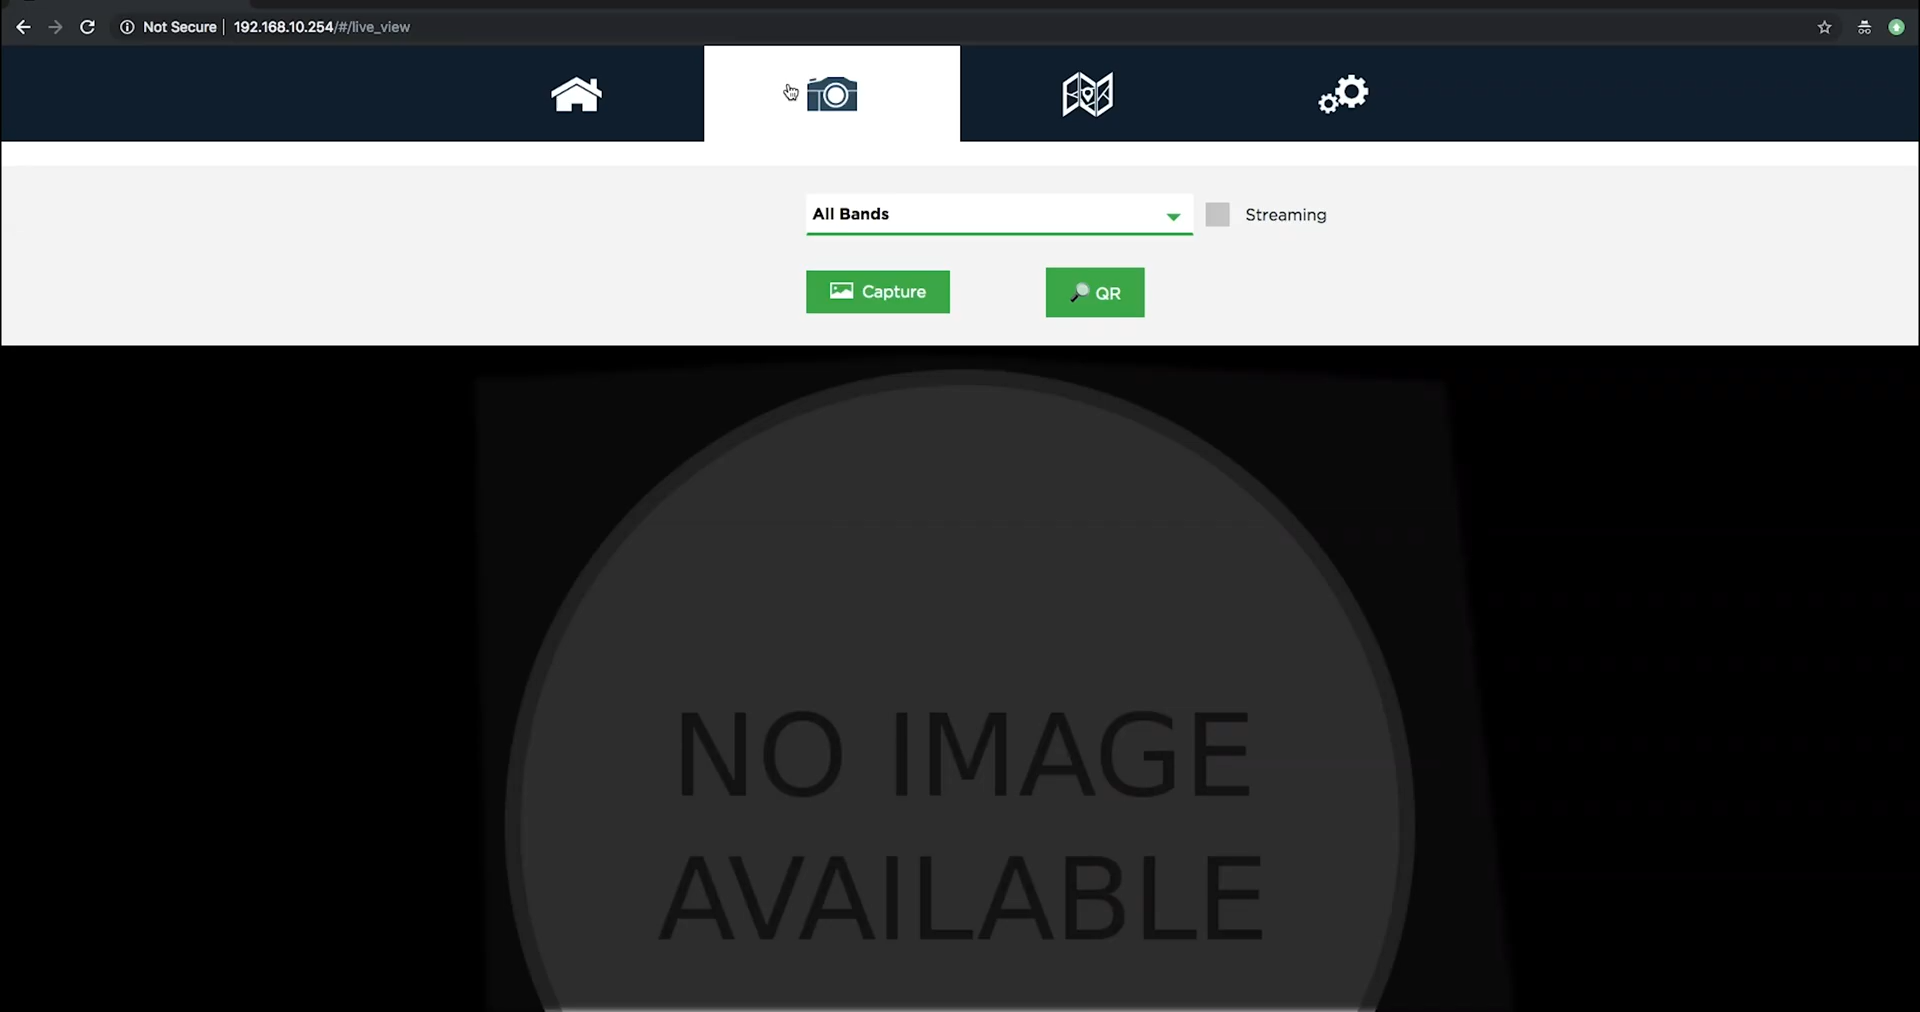 Not Secure | 192.168.10.254/#/live_view
All Bands
Streaming
Capture
QR
NO IMAGE
AVAILABLE